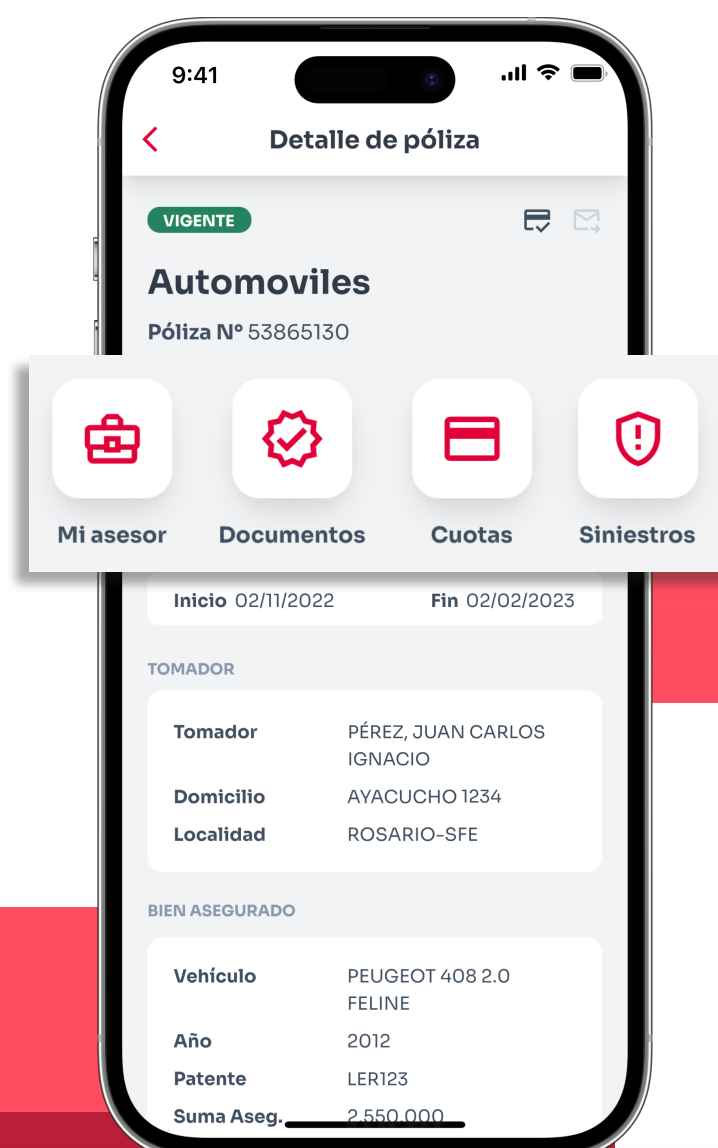 9:41
Detalle de póliza
VIGENTE
Automoviles
Póliza Nº 53865130
Mi asesor Documentos Cuotas Siniestros
Inicio 02/11/2022 Fin 02/02/2023
TOMADOR
Tomador PÉREZ, JUAN CARLOS
IGNACIO
Domicilio AYACUCHO 1234
Localidad ROSARIO-SFE
BIEN ASEGURADO
Vehículo PEUGEOT 408 2.0
FELINE
Año 2012
Patente LER123
Suma Aseg. 2.550.000